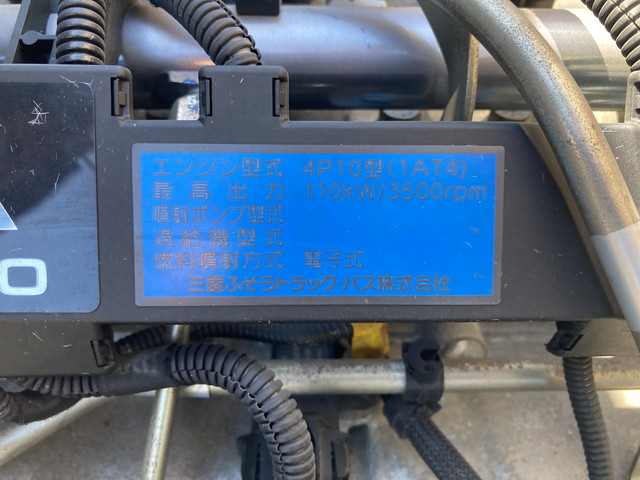 エンジン型式 4P10型(1AT4)
最高出力 110kW/3500rpm
噴射ポンプ型式
過給機型式
燃料噴射方式 電子式
三菱ふそうトラック・バス株式会社
0